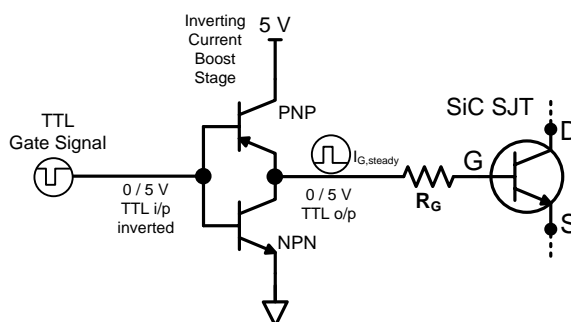 Inverting
Current
Boost
Stage
5 V
PNP
TTL
Gate Signal
0 / 5 V
TTL i/p
inverted
NPN
IG,steady
0 / 5 V
TTL o/p
RG
SiC SJT
G
D
S